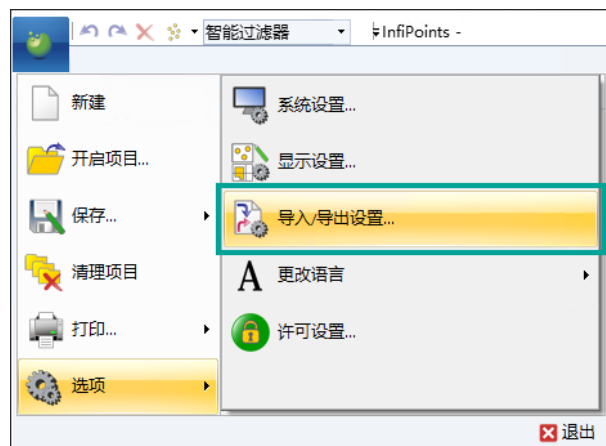 智能过滤器
InfiPoints -
新建
开启项目...
保存...
清理项目
打印...
选项
系统设置...
显示设置...
导入/导出设置...
A 更改语言
许可设置...
退出